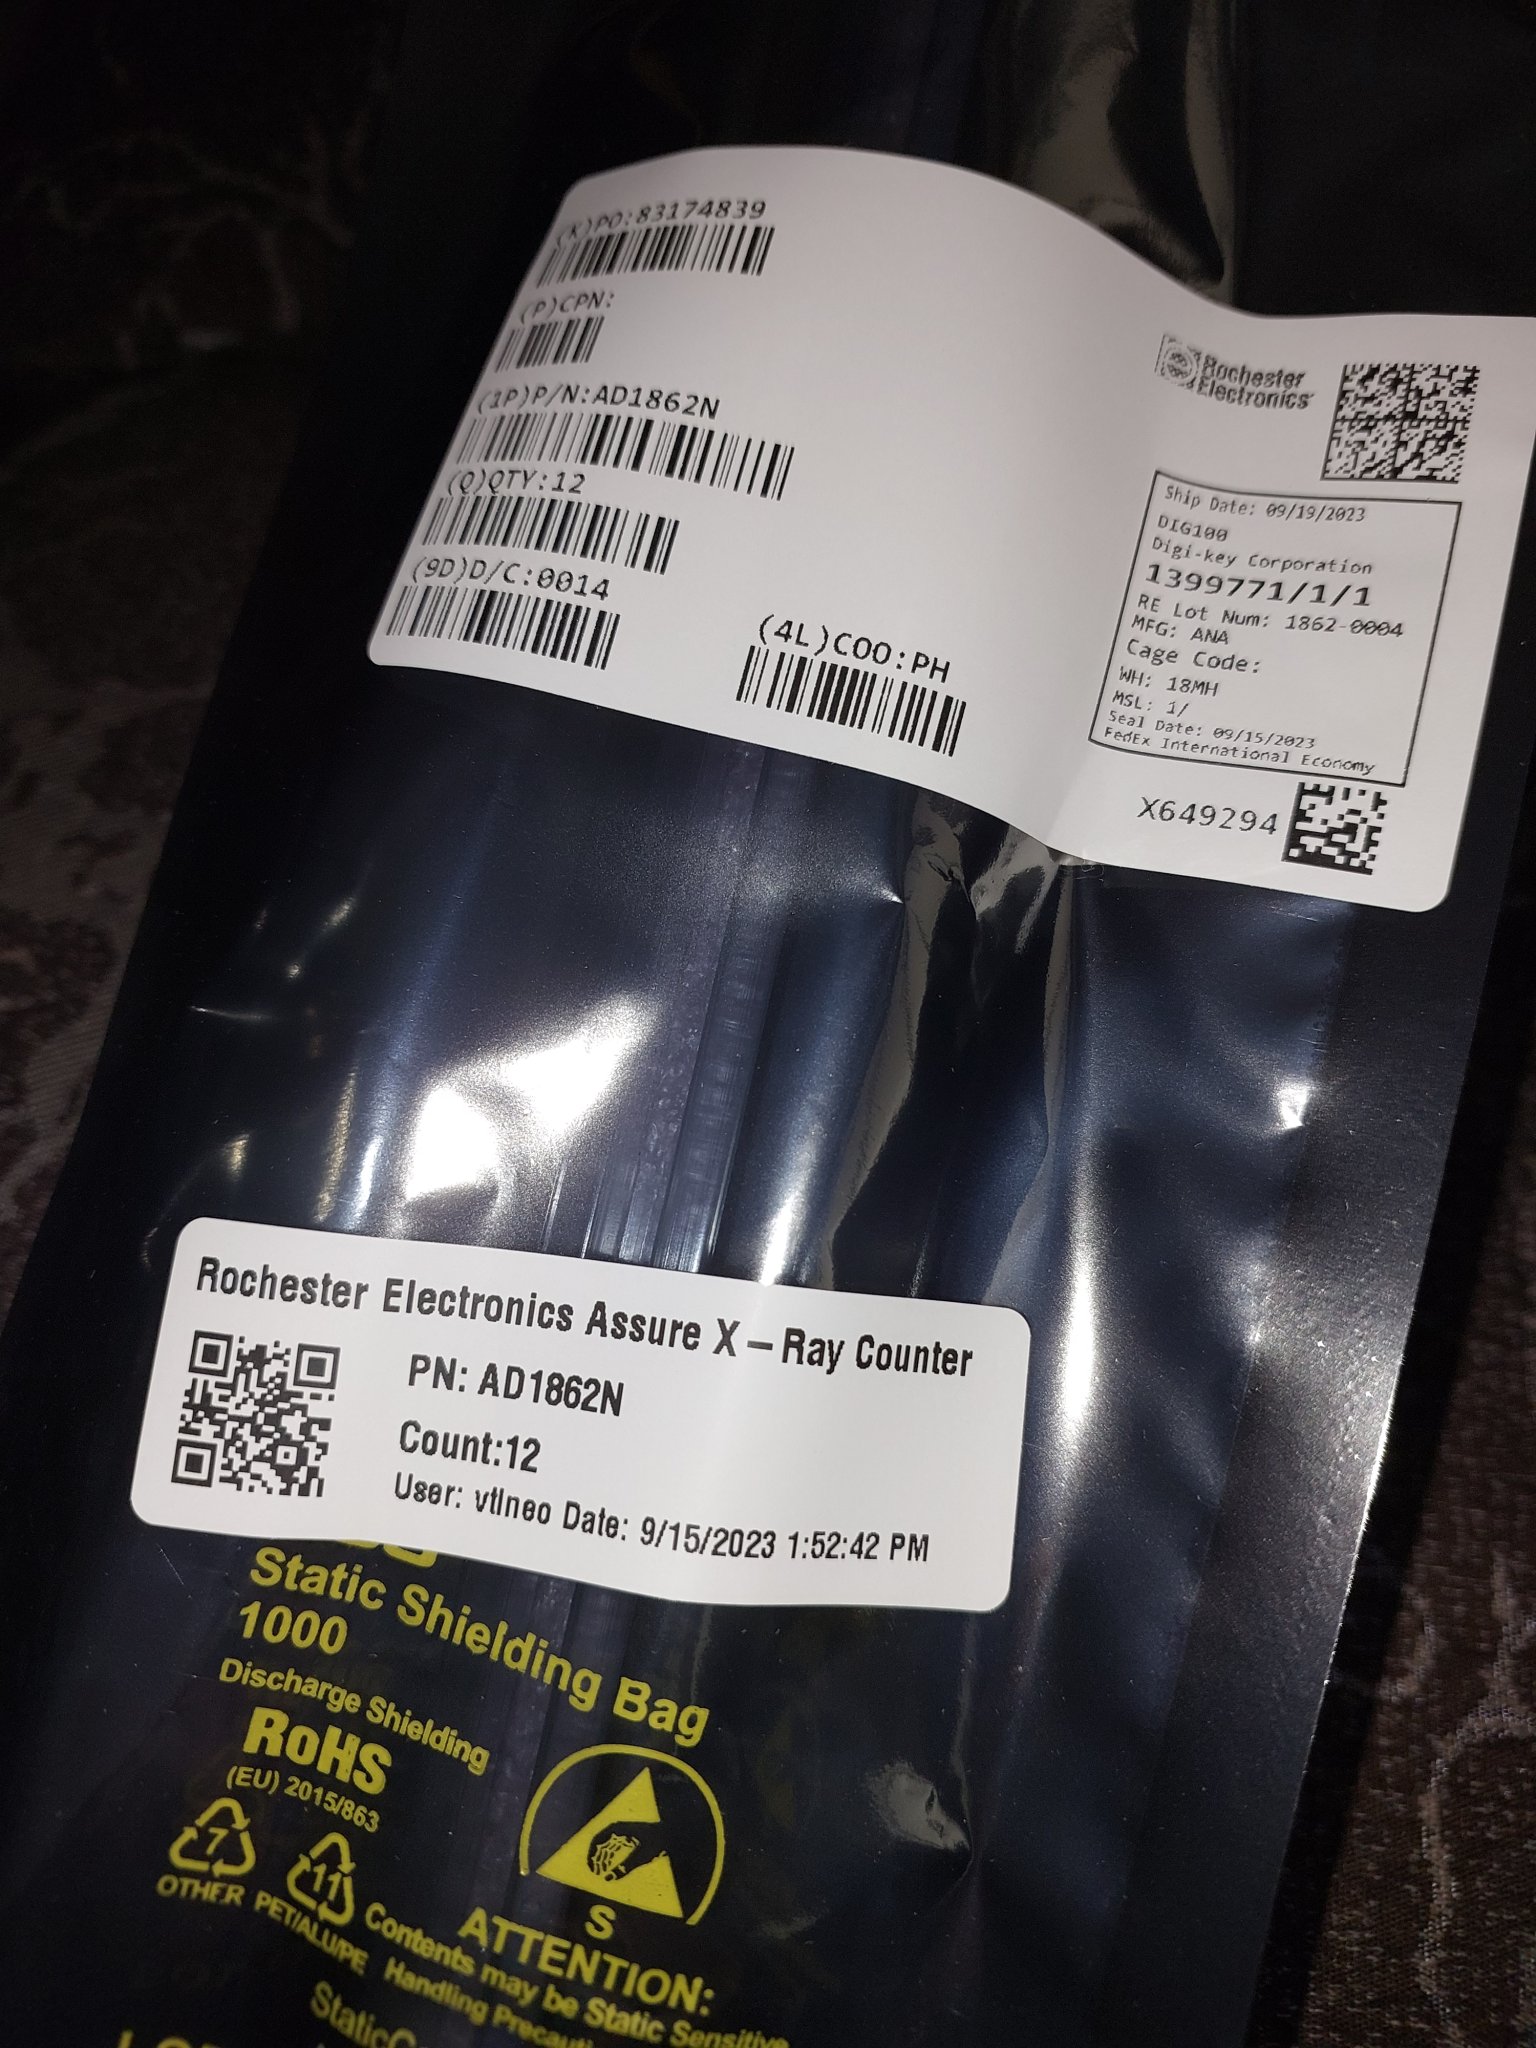 (K)PO:83174839
(P)CPN:
(1P)P/N:AD1862N
(Q)QTY:12
(9D)D/C:0014
(4L)COO:PH
Rochester
Electronics
Ship Date: 09/19/2023
DIG100
Digi-key Corporation
1399771/1/1
RE Lot Num: 1862-0004
MFG: ANA
Cage Code:
WH: 18MH
MSL: 1/
Seal Date: 09/15/2023
FedEx International Economy
X649294
Rochester Electronics Assure X – Ray Counter
PN: AD1862N
Count:12
User: vtlneo Date: 9/15/2023 1:52:42 PM
Static Shielding Bag
1000
Discharge Shielding
RoHS
(EU) 2015/863
7
OTHER
11
PET/ALU/PE
S
ATTENTION:
Contents may be Static Sensitive
Handling